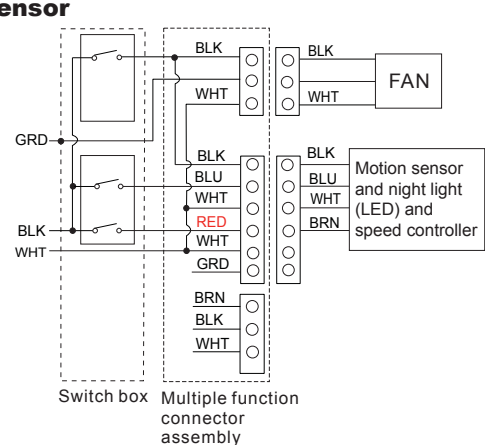 ensor
BLK
WHT
BLK
WHT
FAN
GRD
BLK
BLU
WHT
RED
WHT
GRD
BLK
WHT
BLK
BLU
WHT
BRN
Motion sensor
and night light
(LED) and
speed controller
BRN
BLK
WHT
Switch box
Multiple function
connector
assembly